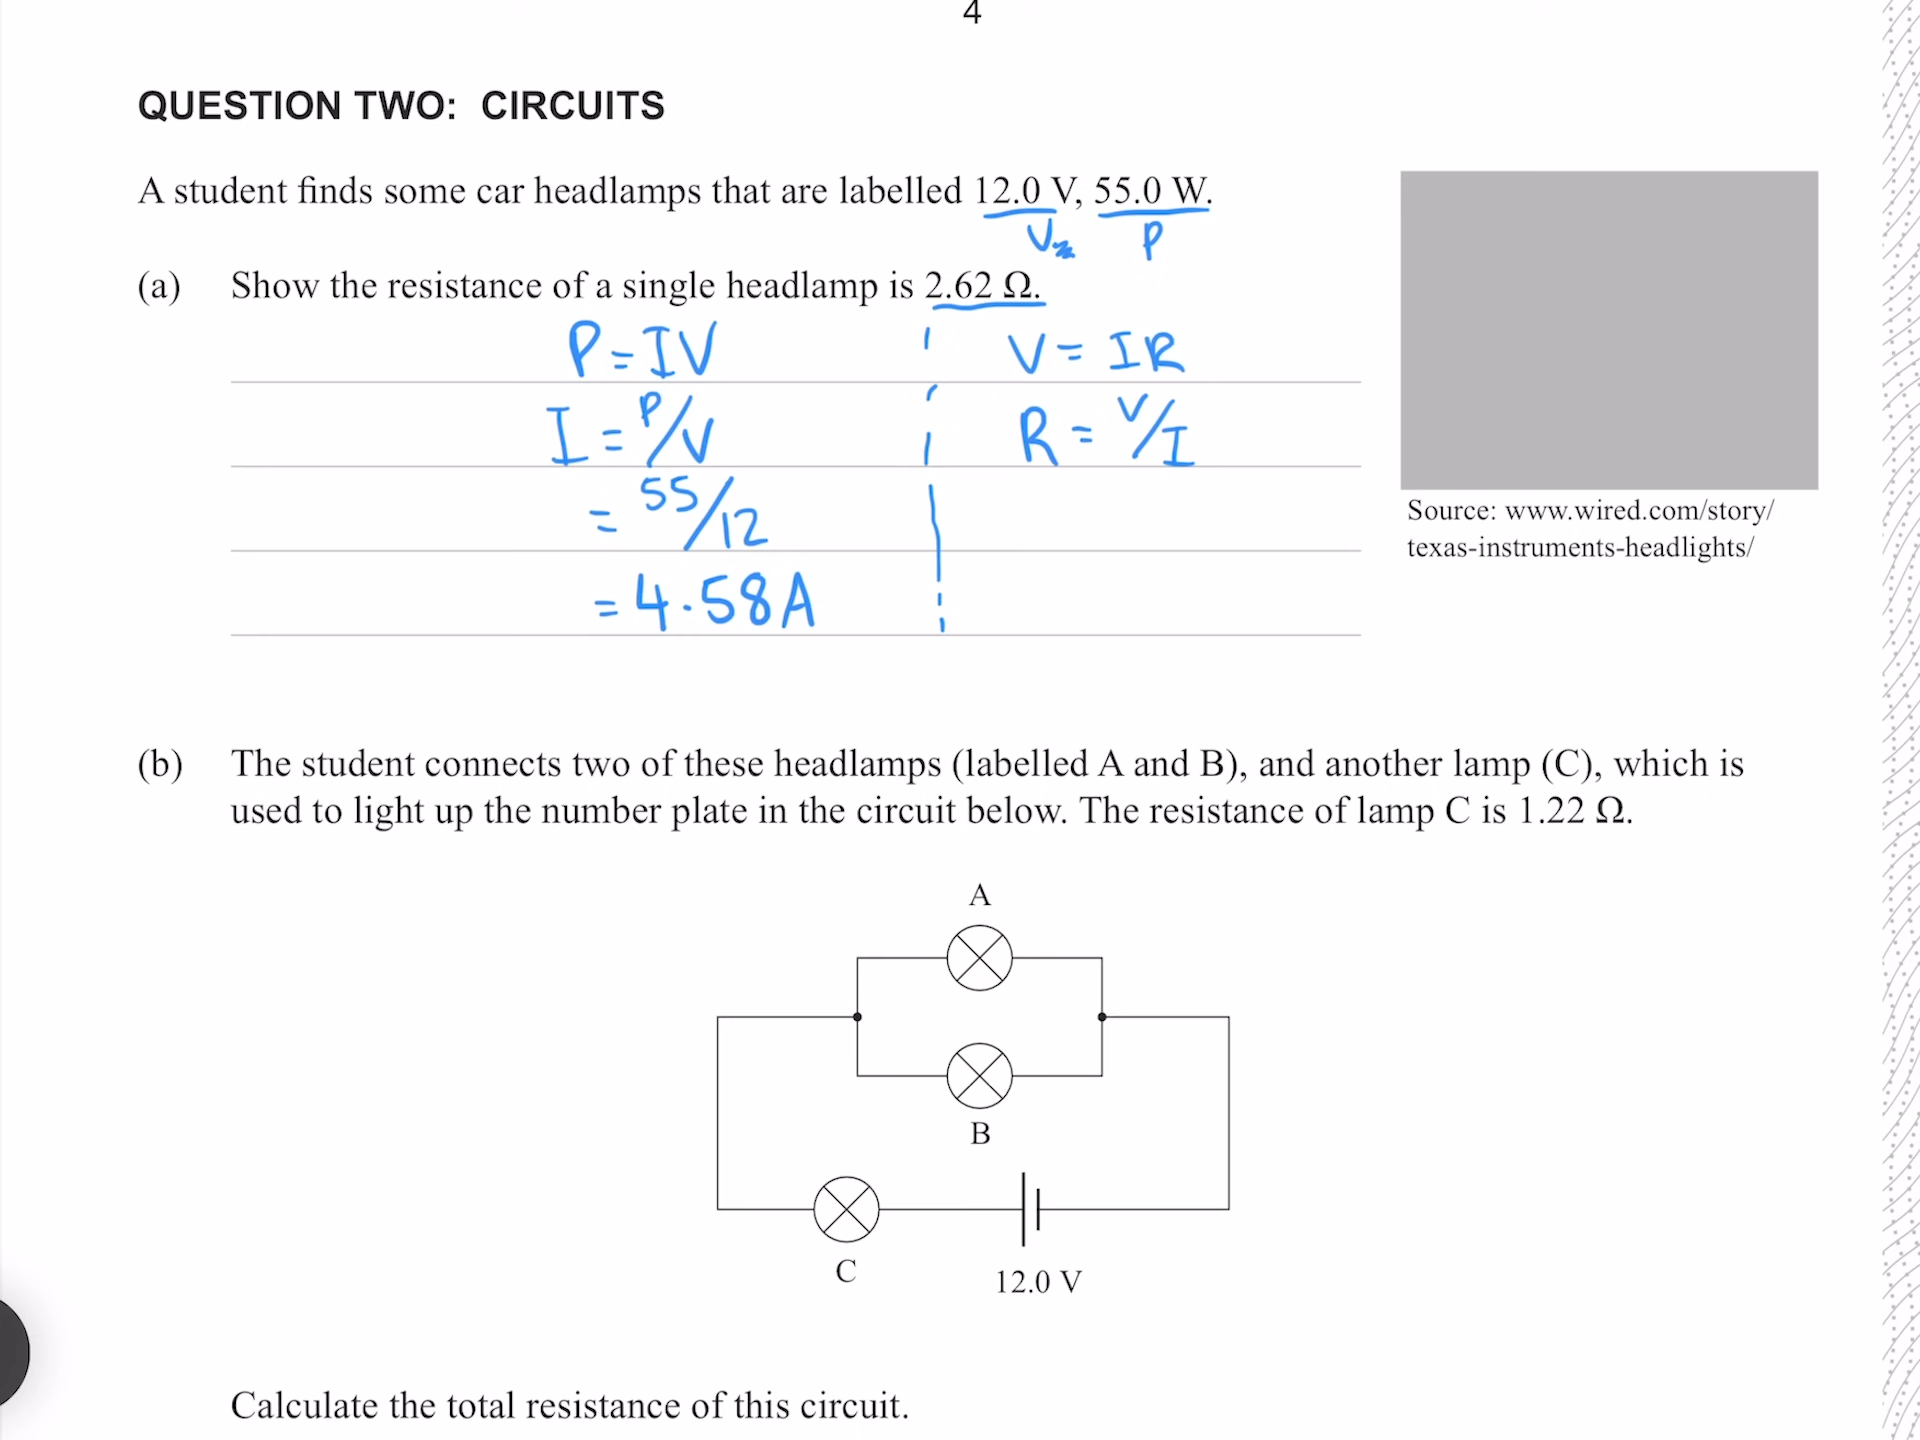 4
QUESTION TWO: CIRCUITS
A student finds some car headlamps that are labelled 12.0 V, 55.0 W.
V P
(a) Show the resistance of a single headlamp is 2.62 Ω.
P = IV V = IR
I = P/V R = V/I
= 55/12
= 4.58A
Source: www.wired.com/story/
texas-instruments-headlights/
(b) The student connects two of these headlamps (labelled A and B), and another lamp (C), which is
used to light up the number plate in the circuit below. The resistance of lamp C is 1.22 Ω.
A
B
C
12.0 V
Calculate the total resistance of this circuit.